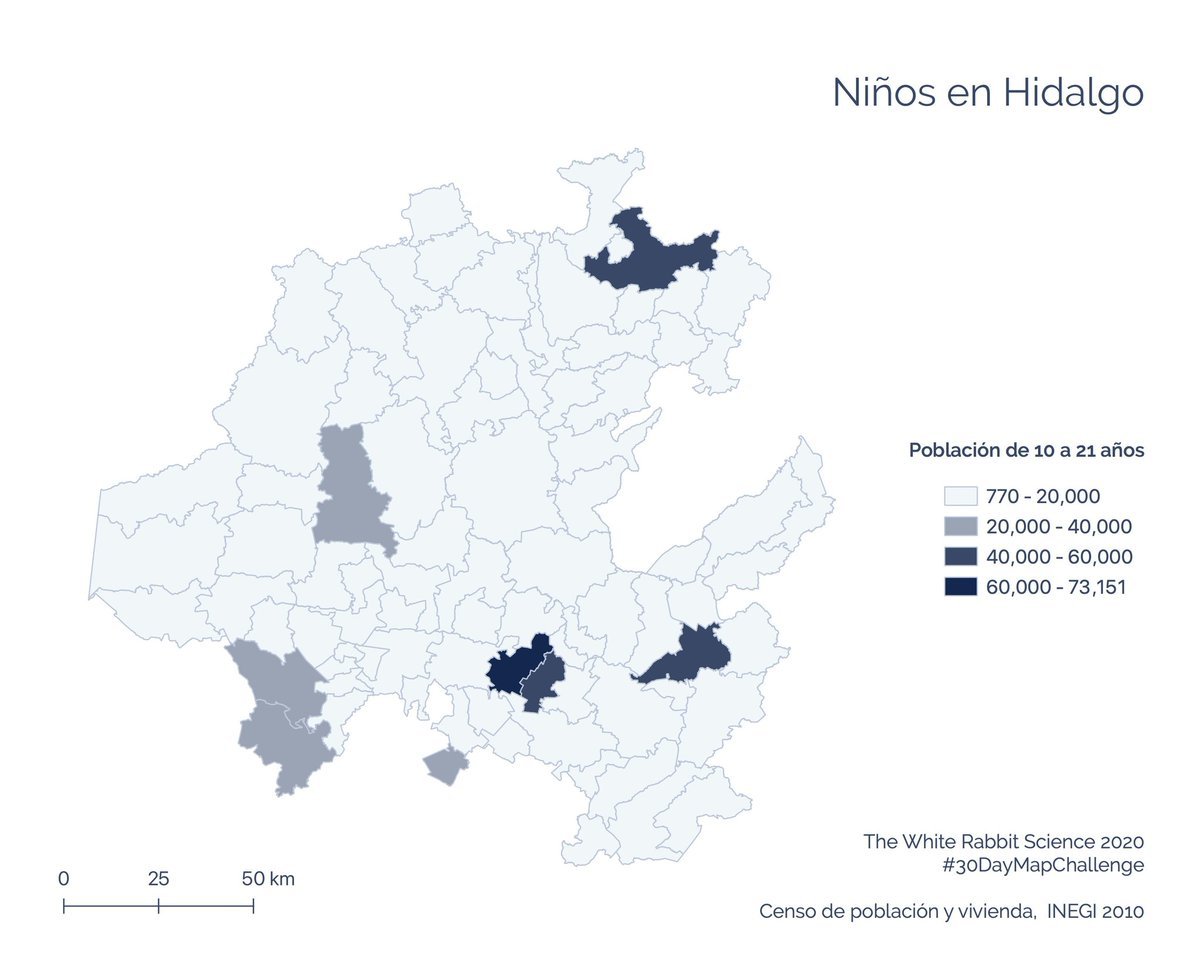 Niños en Hidalgo
Población de 10 a 21 años
770 - 20,000
20,000 - 40,000
40,000 - 60,000
60,000 - 73,151
The White Rabbit Science 2020
#30DayMapChallenge
0 25 50 km
Censo de población y vivienda, INEGI 2010